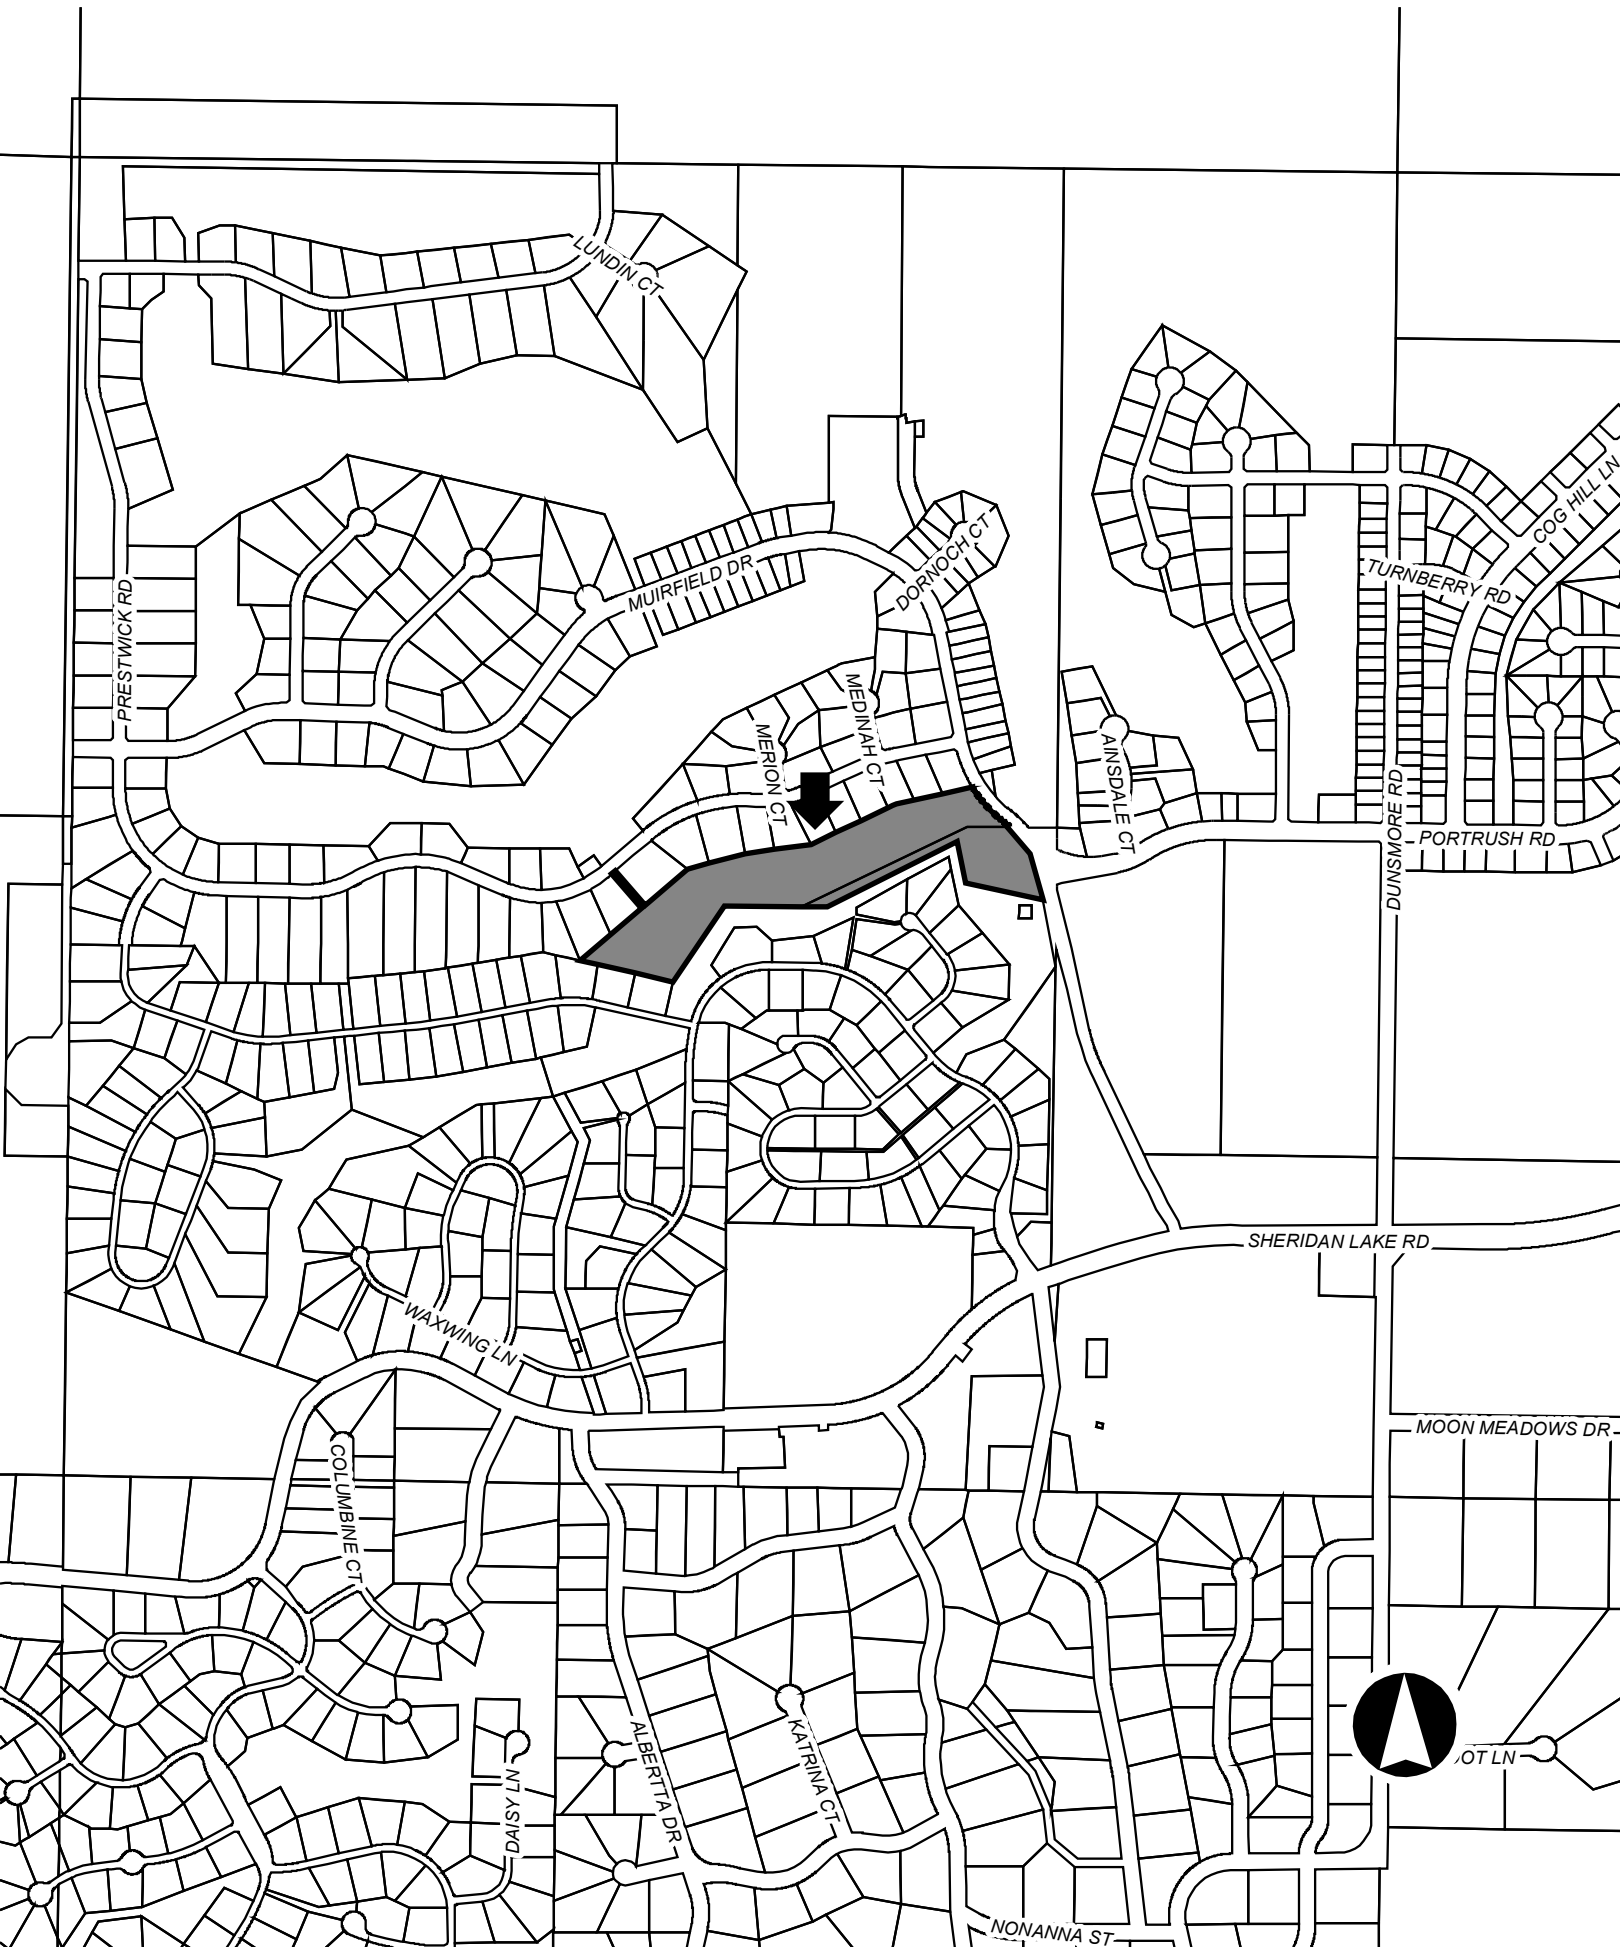 LUNDIN CT
COG HILL LN
MUIRFIELD DR
DORNOCH CT
TURNBERRY RD
PRESTWICK RD
MEDINAH CT
MERION CT
AINSDALE CT
DUNSMORE RD
PORTRUSH RD
SHERIDAN LAKE RD
WAXWING LN
MOON MEADOWS DR
COLUMBINE CT
ALBERTTA DR
KATRINA CT
OT LN
DAISY LN
NONANNA ST